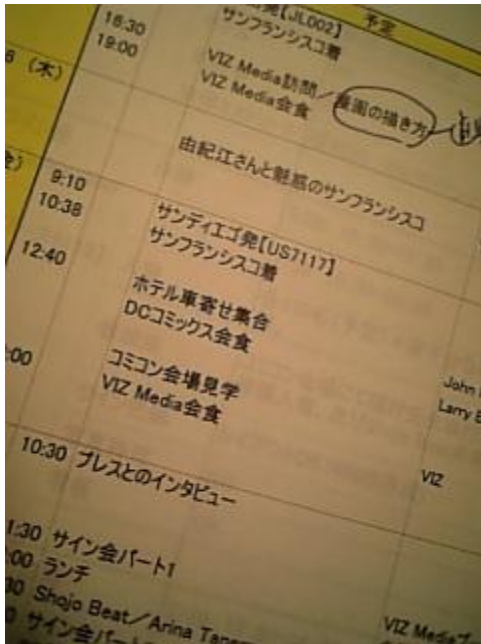 予定
発【JL002】
サンフランシスコ着
16:30
19:00
VIZ Media訪問／漫画の描き方
VIZ Media会食
6 (木)
由紀江さんと魅惑のサンフランシスコ
9:10 サンディエゴ発【US7117】
10:38 サンフランシスコ着
12:40 ホテル車寄せ集合
DCコミックス会食
John
Larry
:00 コミコン会場見学
VIZ Media会食
VIZ
10:30 プレスとのインタビュー
1:30 サイン会パート1
:00 ランチ
30 Shojo Beat／Arina
サイン会パート
VIZ Media